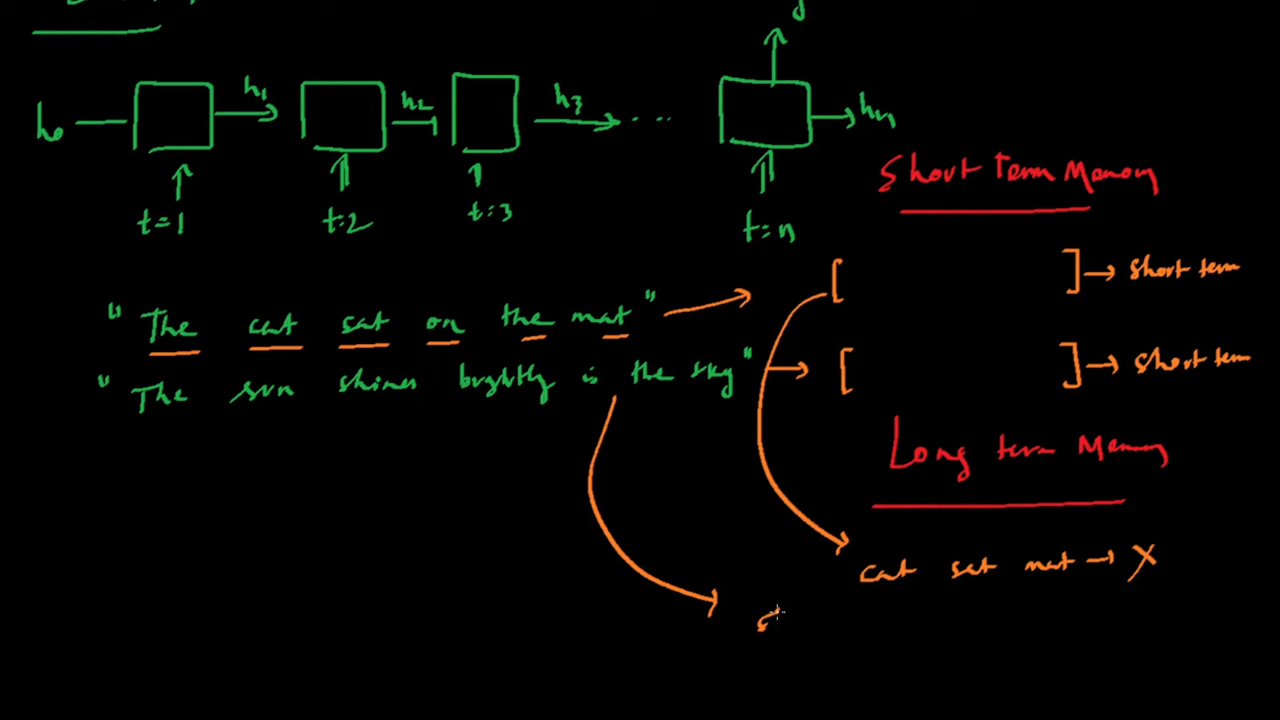 h₀ h₁ h₂ h₃ ... hn
t=1 t:2 t:3 t=n
Short Term Memory
[ ] → short term
"The cat sat on the mat"
[ ] → short term
"The sun shines brightly is the sky"
Long term Memory
cat sat mat → X